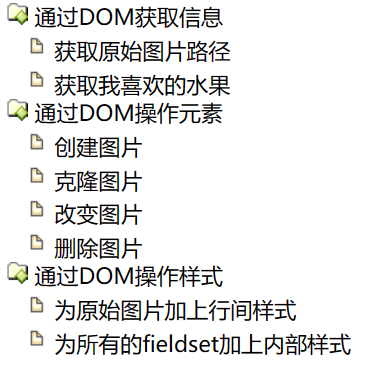 通过DOM获取信息
获取原始图片路径
获取我喜欢的水果
通过DOM操作元素
创建图片
克隆图片
改变图片
删除图片
通过DOM操作样式
为原始图片加上行间样式
为所有的fieldset加上内部样式